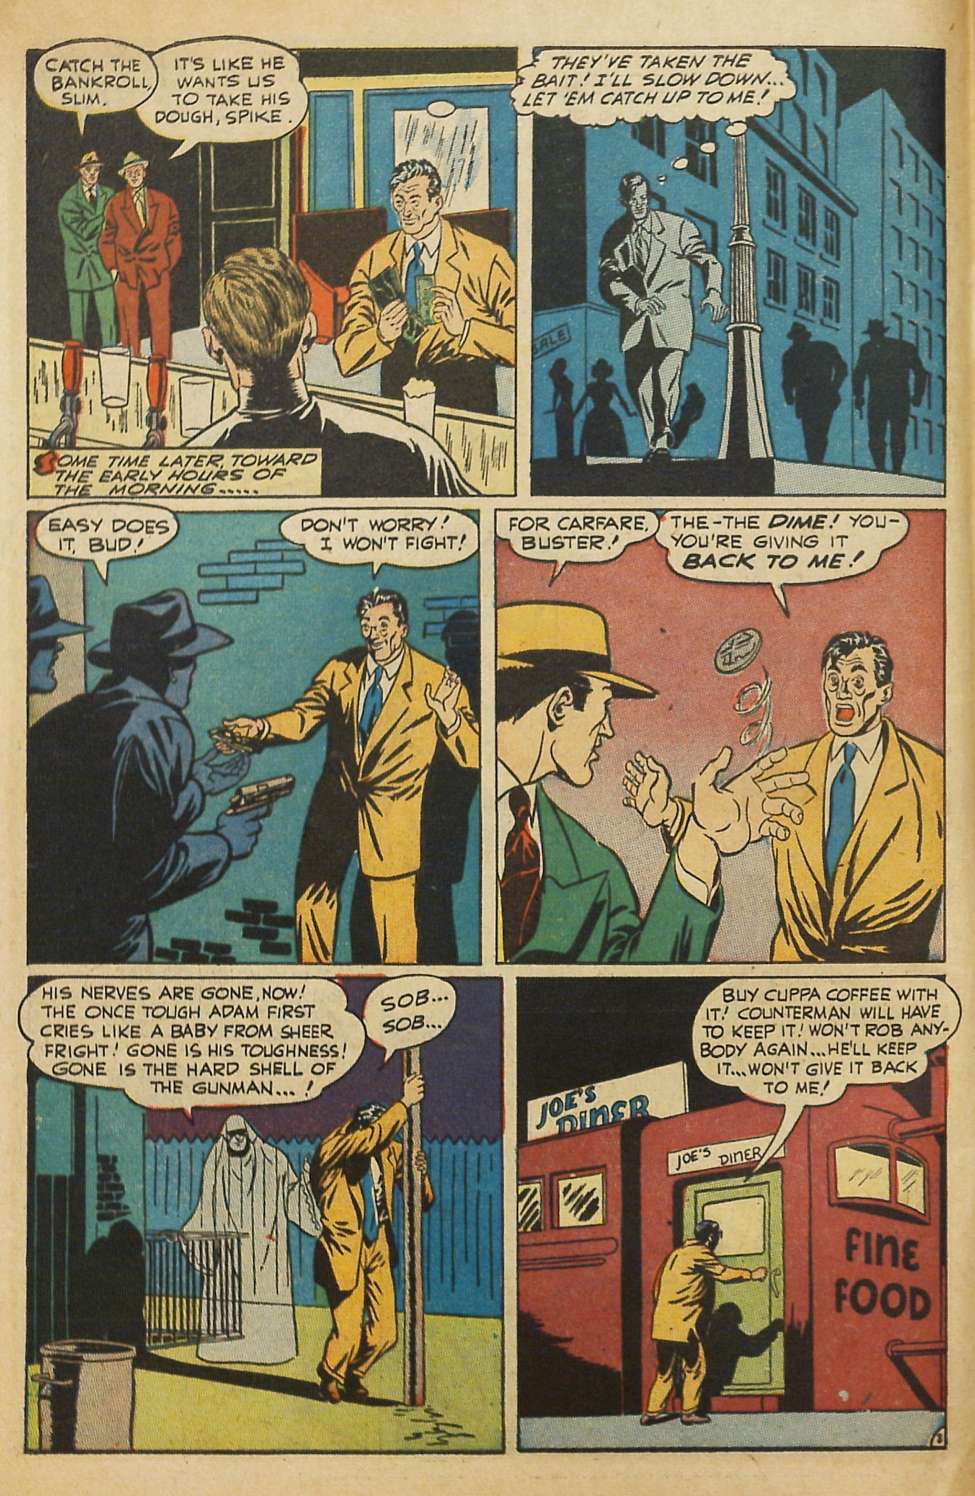 CATCH THE
BANKROLL,
SLIM.
IT'S LIKE HE
WANTS US
TO TAKE HIS
DOUGH, SPIKE.
SOME TIME LATER, TOWARD
THE EARLY HOURS OF
THE MORNING.....
THEY'VE TAKEN THE
BAIT! I'LL SLOW DOWN...
LET 'EM CATCH UP TO ME!
SALE
EASY DOES
IT, BUD!
DON'T WORRY!
I WON'T FIGHT!
FOR CARFARE,
BUSTER!
THE-THE DIME! YOU-
YOU'RE GIVING IT
BACK TO ME!
HIS NERVES ARE GONE, NOW!
THE ONCE TOUGH ADAM FIRST
CRIES LIKE A BABY FROM SHEER
FRIGHT! GONE IS HIS TOUGHNESS!
GONE IS THE HARD SHELL OF
THE GUNMAN...!
SOB...
SOB...
BUY CUPPA COFFEE WITH
IT! COUNTERMAN WILL HAVE
TO KEEP IT! WON'T ROB ANY-
BODY AGAIN...HE'LL KEEP
IT...WON'T GIVE IT BACK
TO ME!
JOE'S
DINER
JOE'S DINER
FINE
FOOD